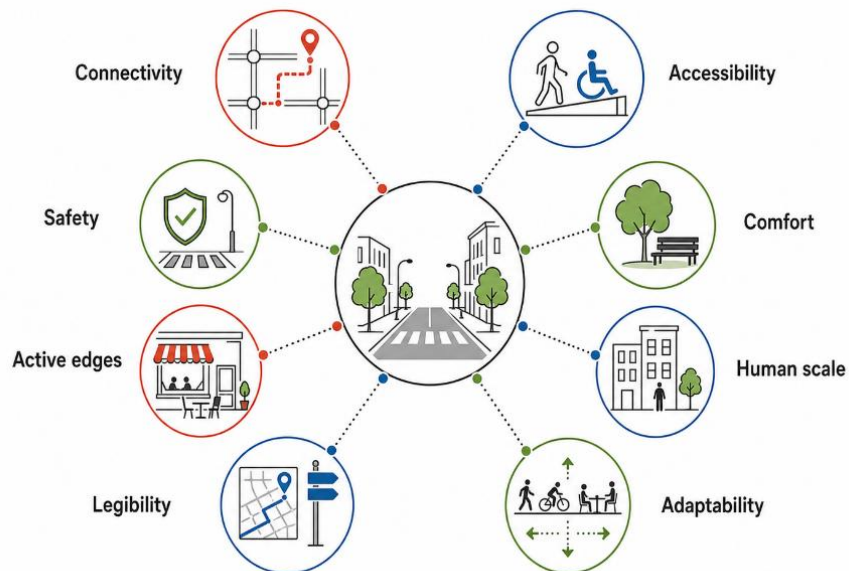 Connectivity
Accessibility
Safety
Comfort
Active edges
Human scale
Legibility
Adaptability